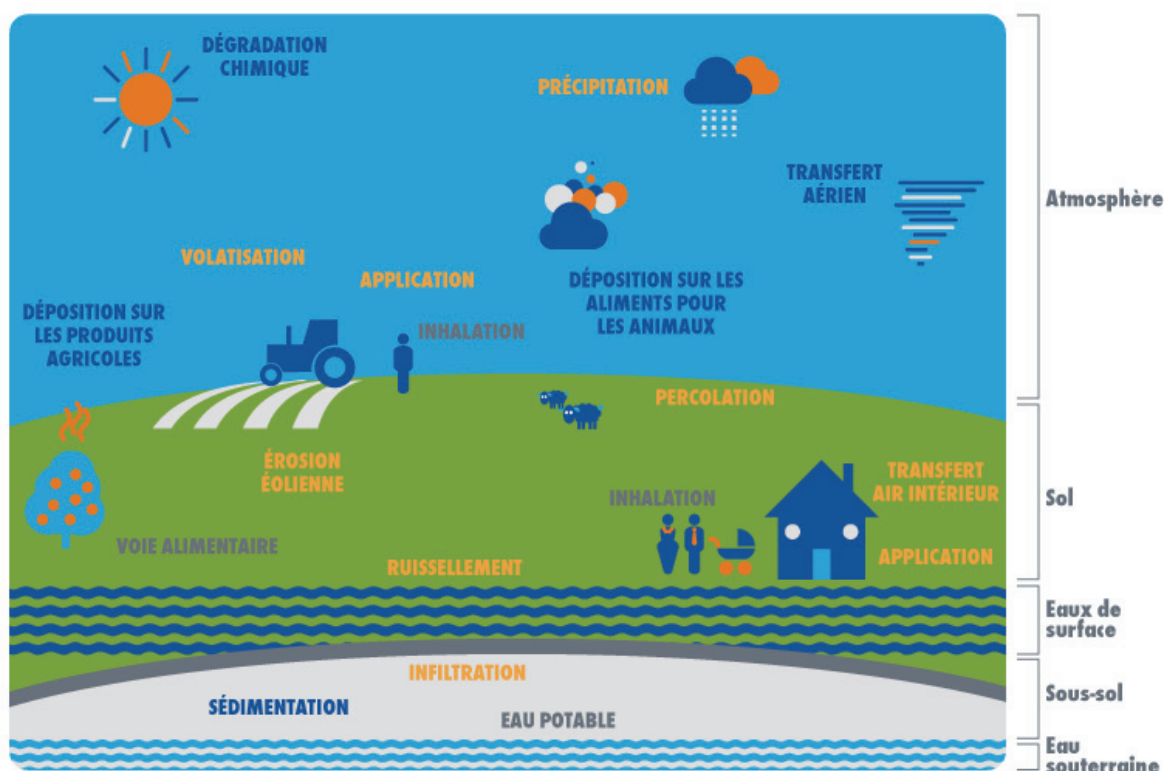 DÉGRADATION
CHIMIQUE
PRÉCIPITATION
TRANSFERT
AÉRIEN
Atmosphère
VOLATISATION
APPLICATION
DÉPOSITION SUR LES
ALIMENTS POUR
LES ANIMAUX
DÉPOSITION SUR
LES PRODUITS
AGRICOLES
INHALATION
PERCOLATION
ÉROSION
ÉOLIENNE
TRANSFERT
AIR INTÉRIEUR
INHALATION
Sol
VOIE ALIMENTAIRE
APPLICATION
RUISSELLEMENT
Eaux de
surface
INFILTRATION
SÉDIMENTATION
EAU POTABLE
Sous-sol
Eau
souterraine